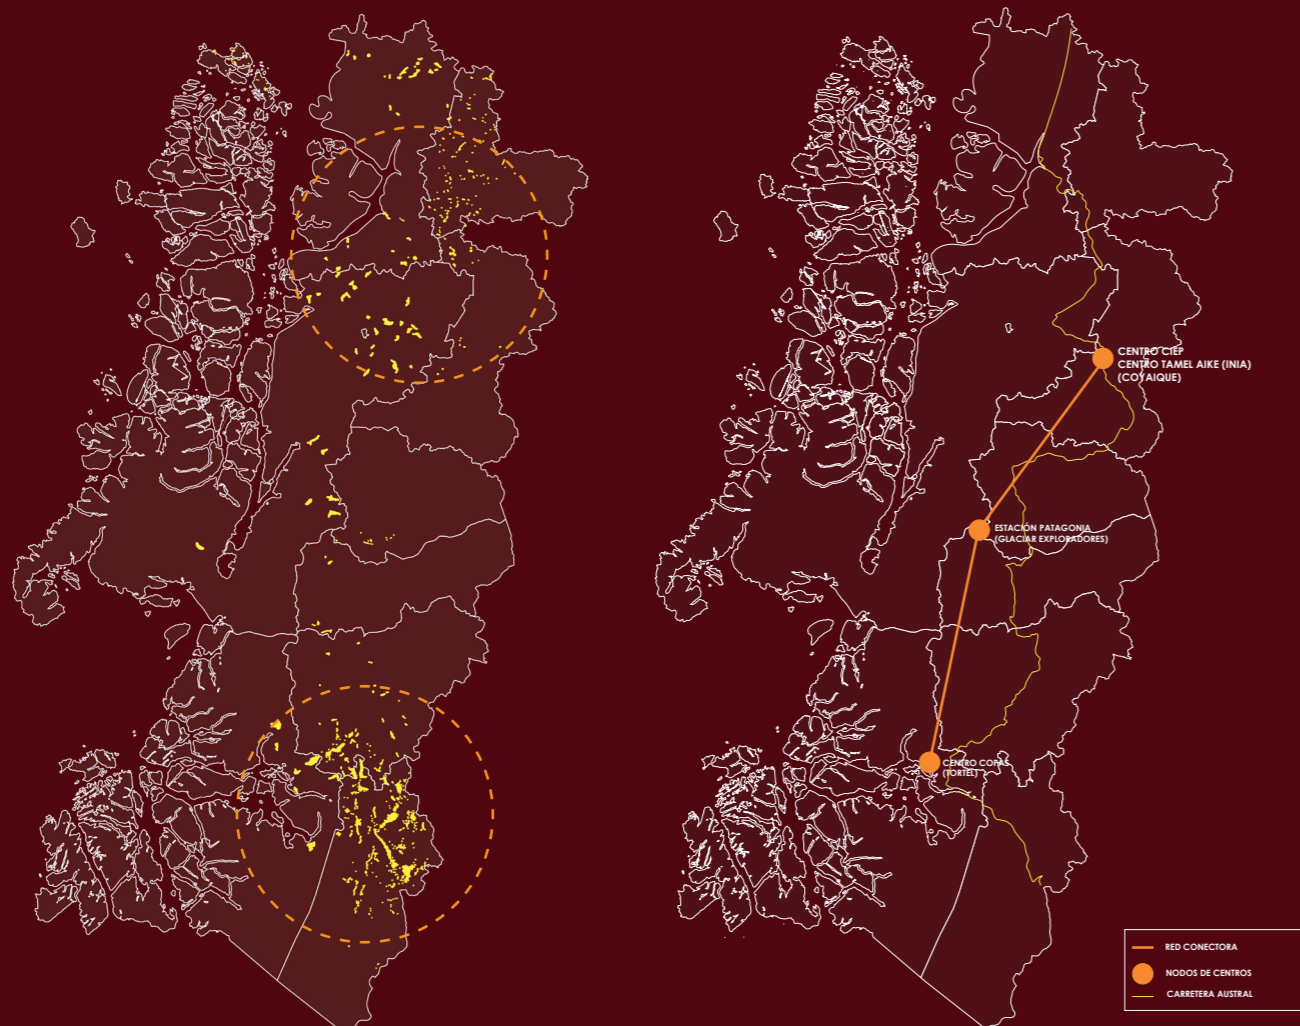 CENTRO CIEP
CENTRO TAMEL AIKE (INIA)
(COYAIQUE)
ESTACIÓN PATAGONIA
(GLACIAR EXPLORADORES)
CENTRO COPAS
(TORTEL)
RED CONECTORA
NODOS DE CENTROS
CARRETERA AUSTRAL